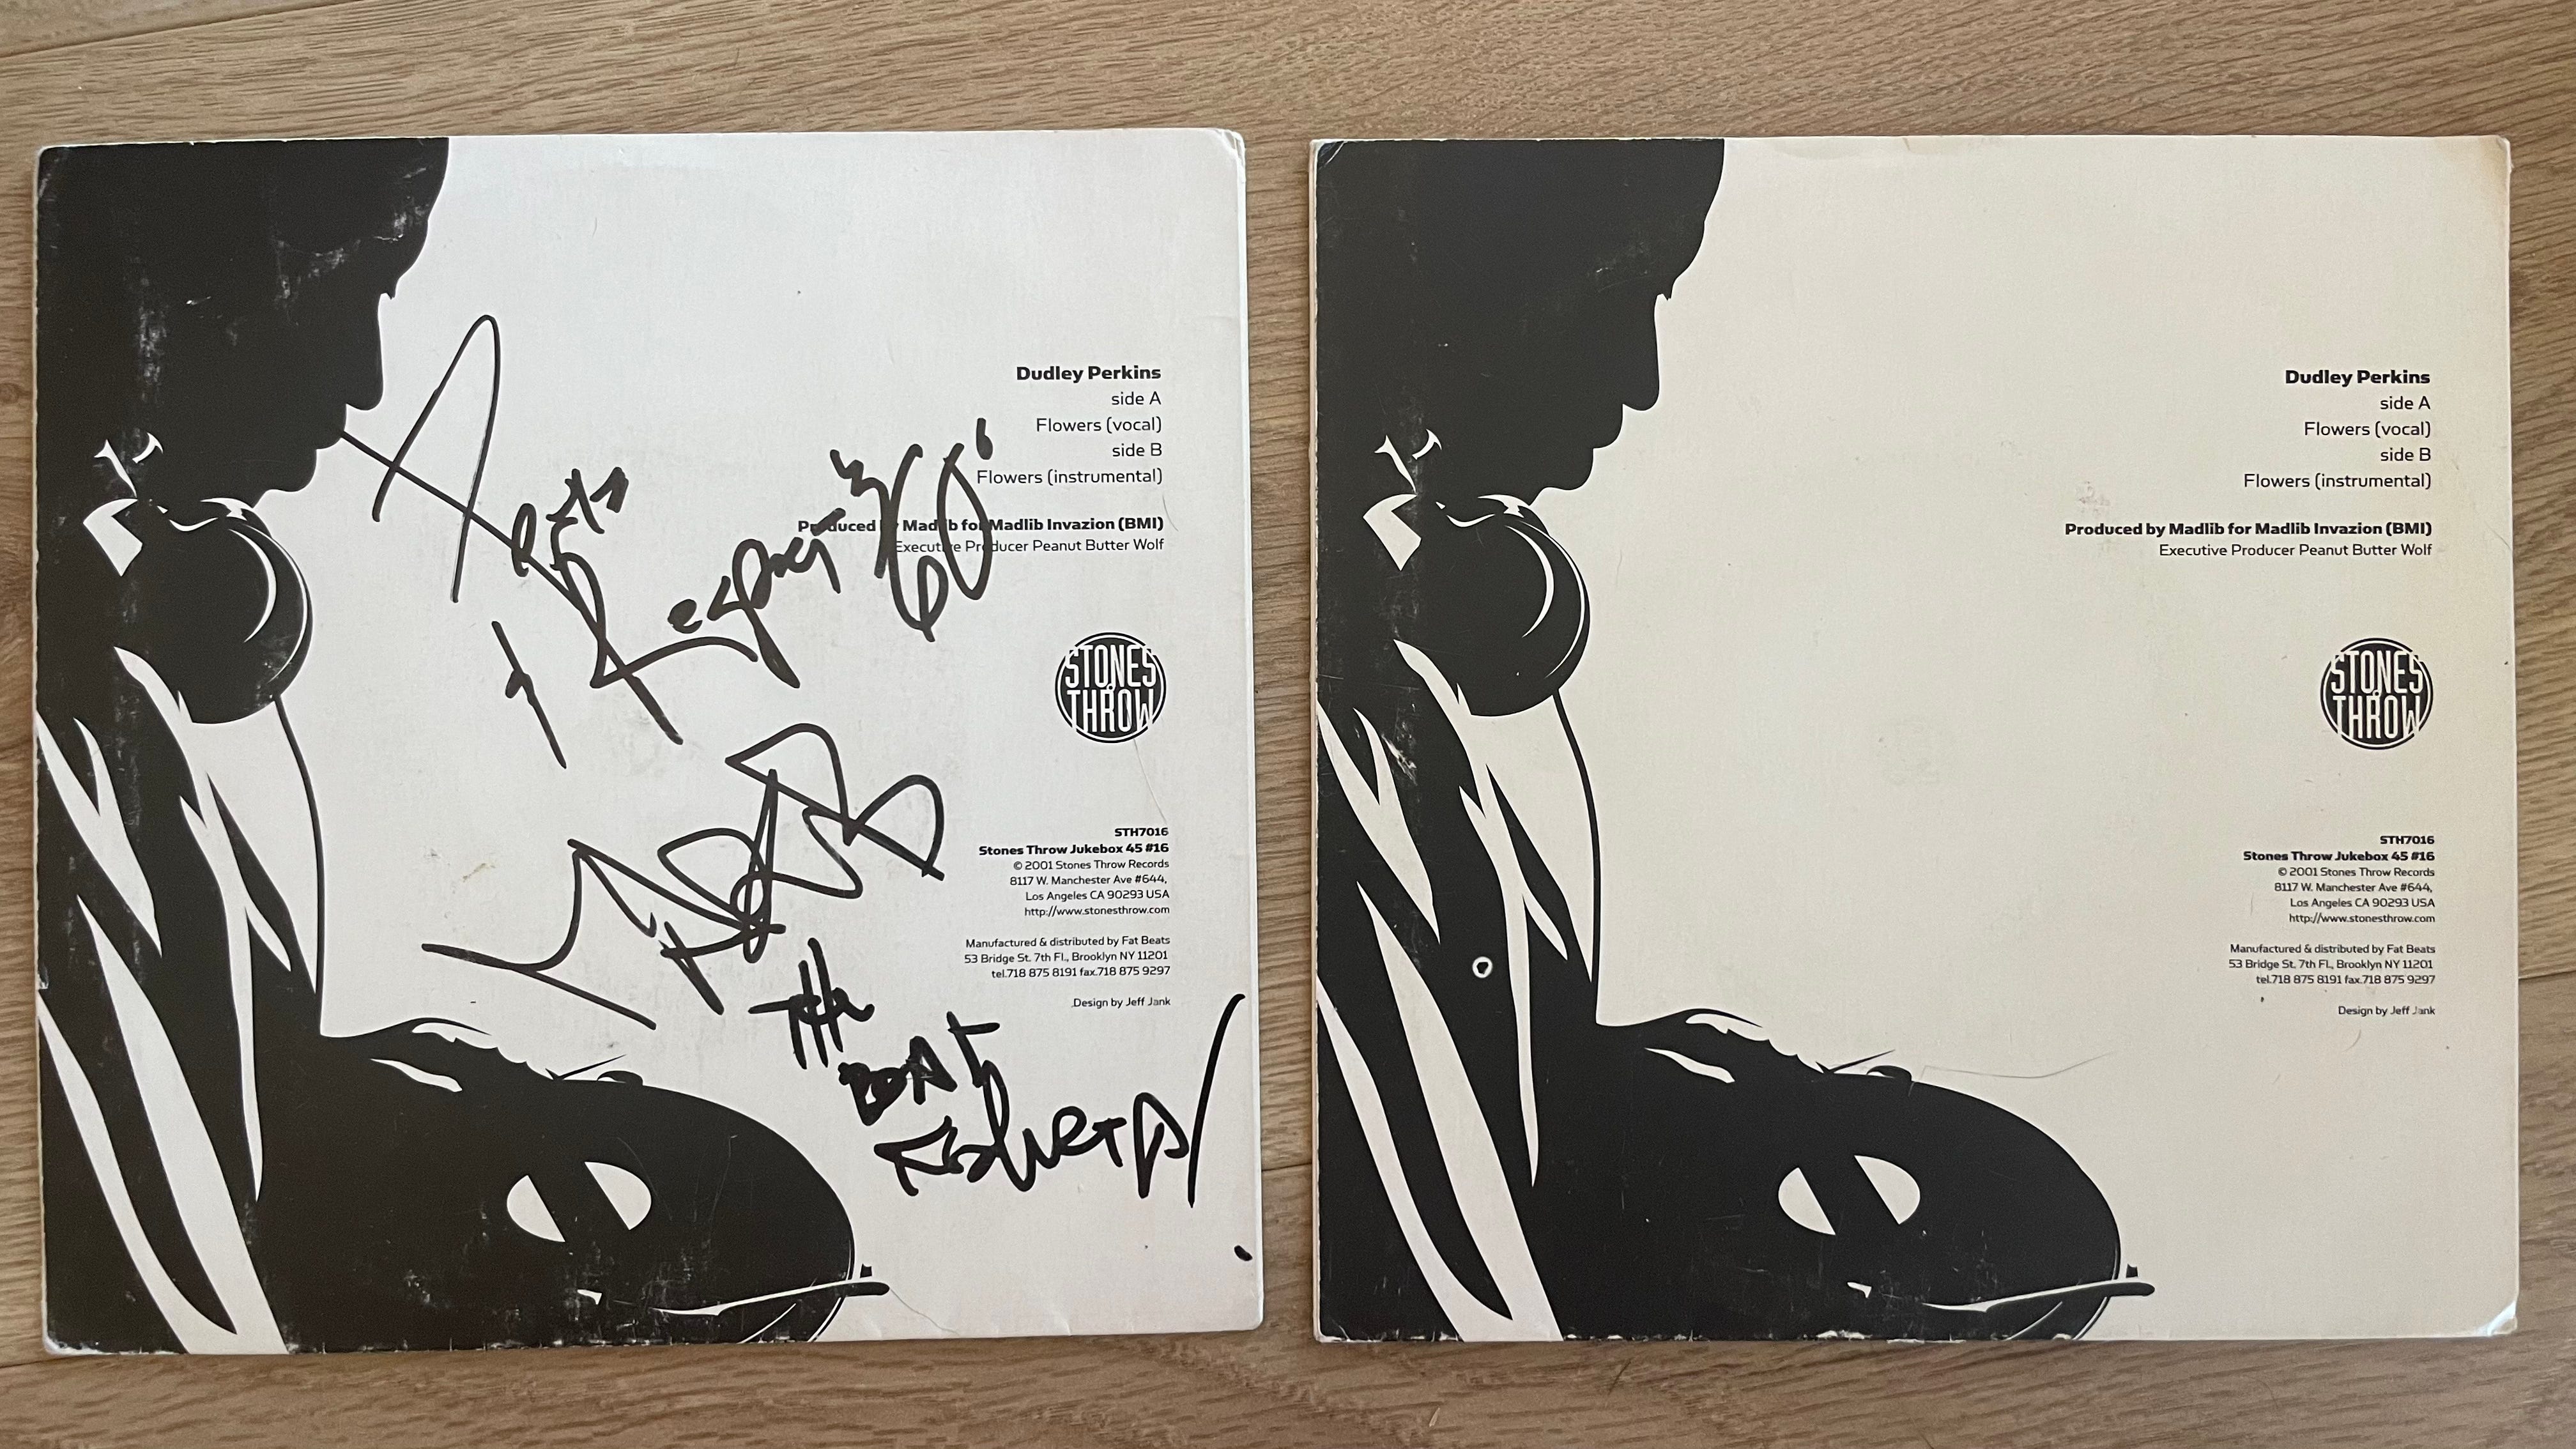 Dudley Perkins
side A
Flowers (vocal)
side B
Flowers (instrumental)
Produced by Madlib for Madlib Invazion (BMI)
Executive Producer Peanut Butter Wolf
STONES
THROW
STH7016
Stones Throw Jukebox 45 #16
© 2001 Stones Throw Records
8117 W. Manchester Ave #644,
Los Angeles CA 90293 USA
http://www.stonesthrow.com
Manufactured & distributed by Fat Beats
53 Bridge St. 7th Fl., Brooklyn NY 11201
tel.718 875 8191 fax.718 875 9297
Design by Jeff Jank
Respect
360°
THE
BEAT
Dudley Perkins
side A
Flowers (vocal)
side B
Flowers (instrumental)
Produced by Madlib for Madlib Invazion (BMI)
Executive Producer Peanut Butter Wolf
STONES
THROW
STH7016
Stones Throw Jukebox 45 #16
© 2001 Stones Throw Records
8117 W. Manchester Ave #644,
Los Angeles CA 90293 USA
http://www.stonesthrow.com
Manufactured & distributed by Fat Beats
53 Bridge St. 7th Fl., Brooklyn NY 11201
tel.718 875 8191 fax.718 875 9297
Design by Jeff Jank